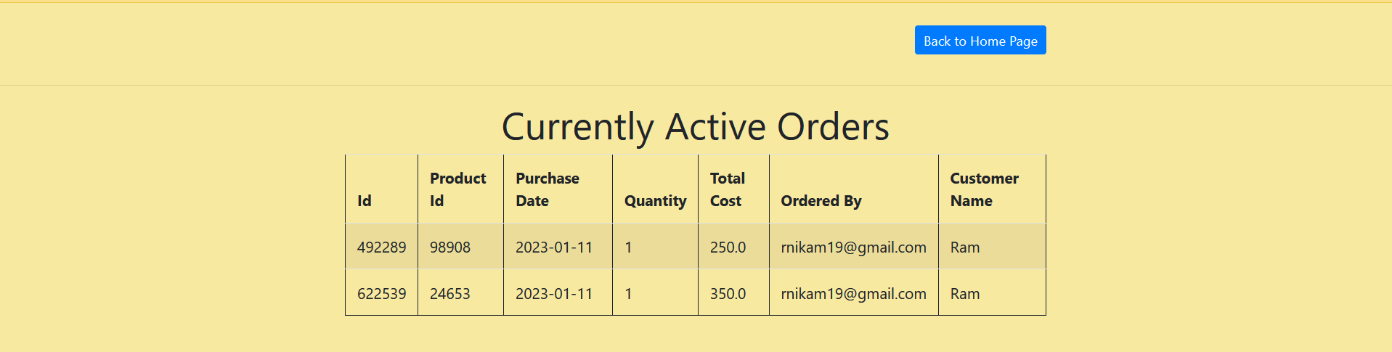 Back to Home Page
Currently Active Orders
Id Product Id Purchase Date Quantity Total Cost Ordered By Customer Name
492289 98908 2023-01-11 1 250.0 rnikam19@gmail.com Ram
622539 24653 2023-01-11 1 350.0 rnikam19@gmail.com Ram